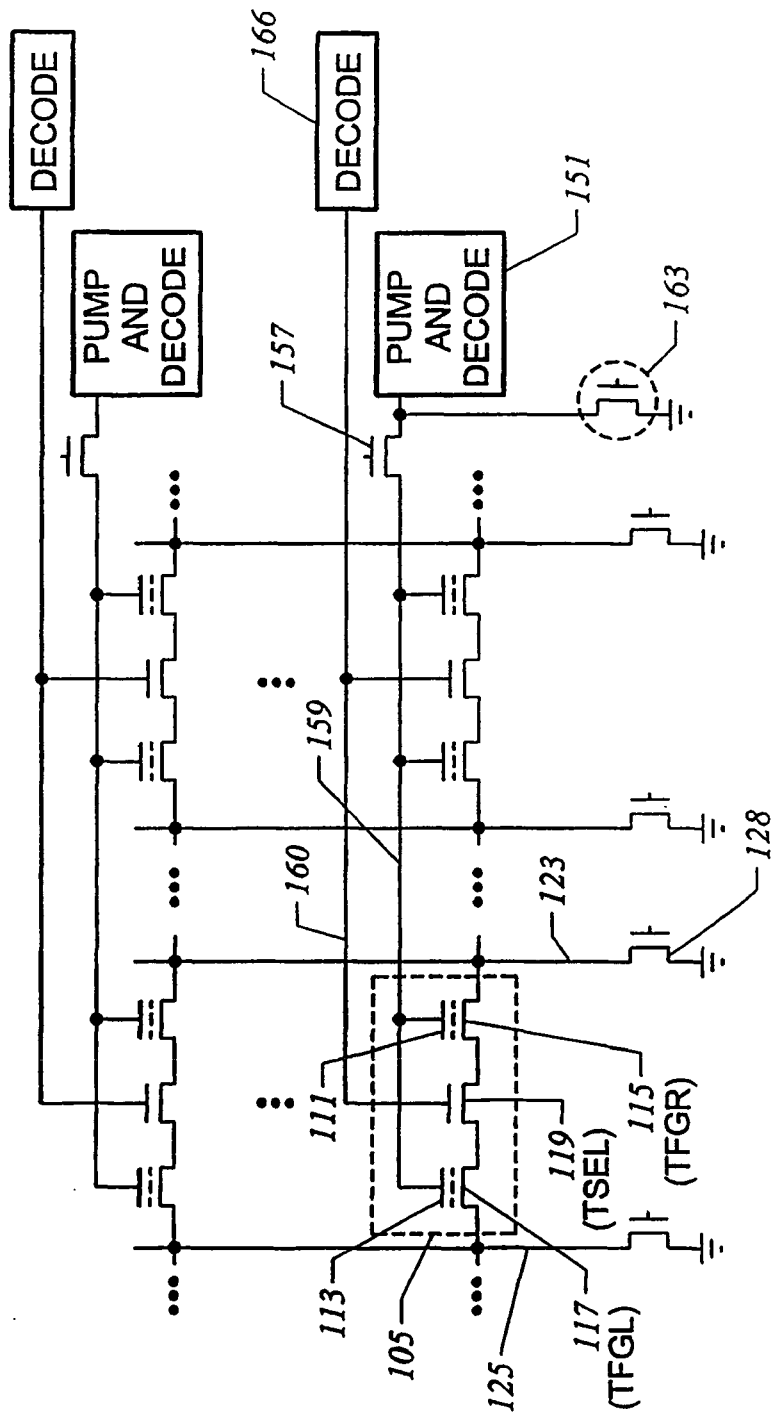 DECODE
PUMP
AND
DECODE
DECODE
166
PUMP
AND
DECODE
151
157
163
159
160
123
128
111
113
105
125
117
(TFGL)
119
(TSEL)
115
(TFGR)